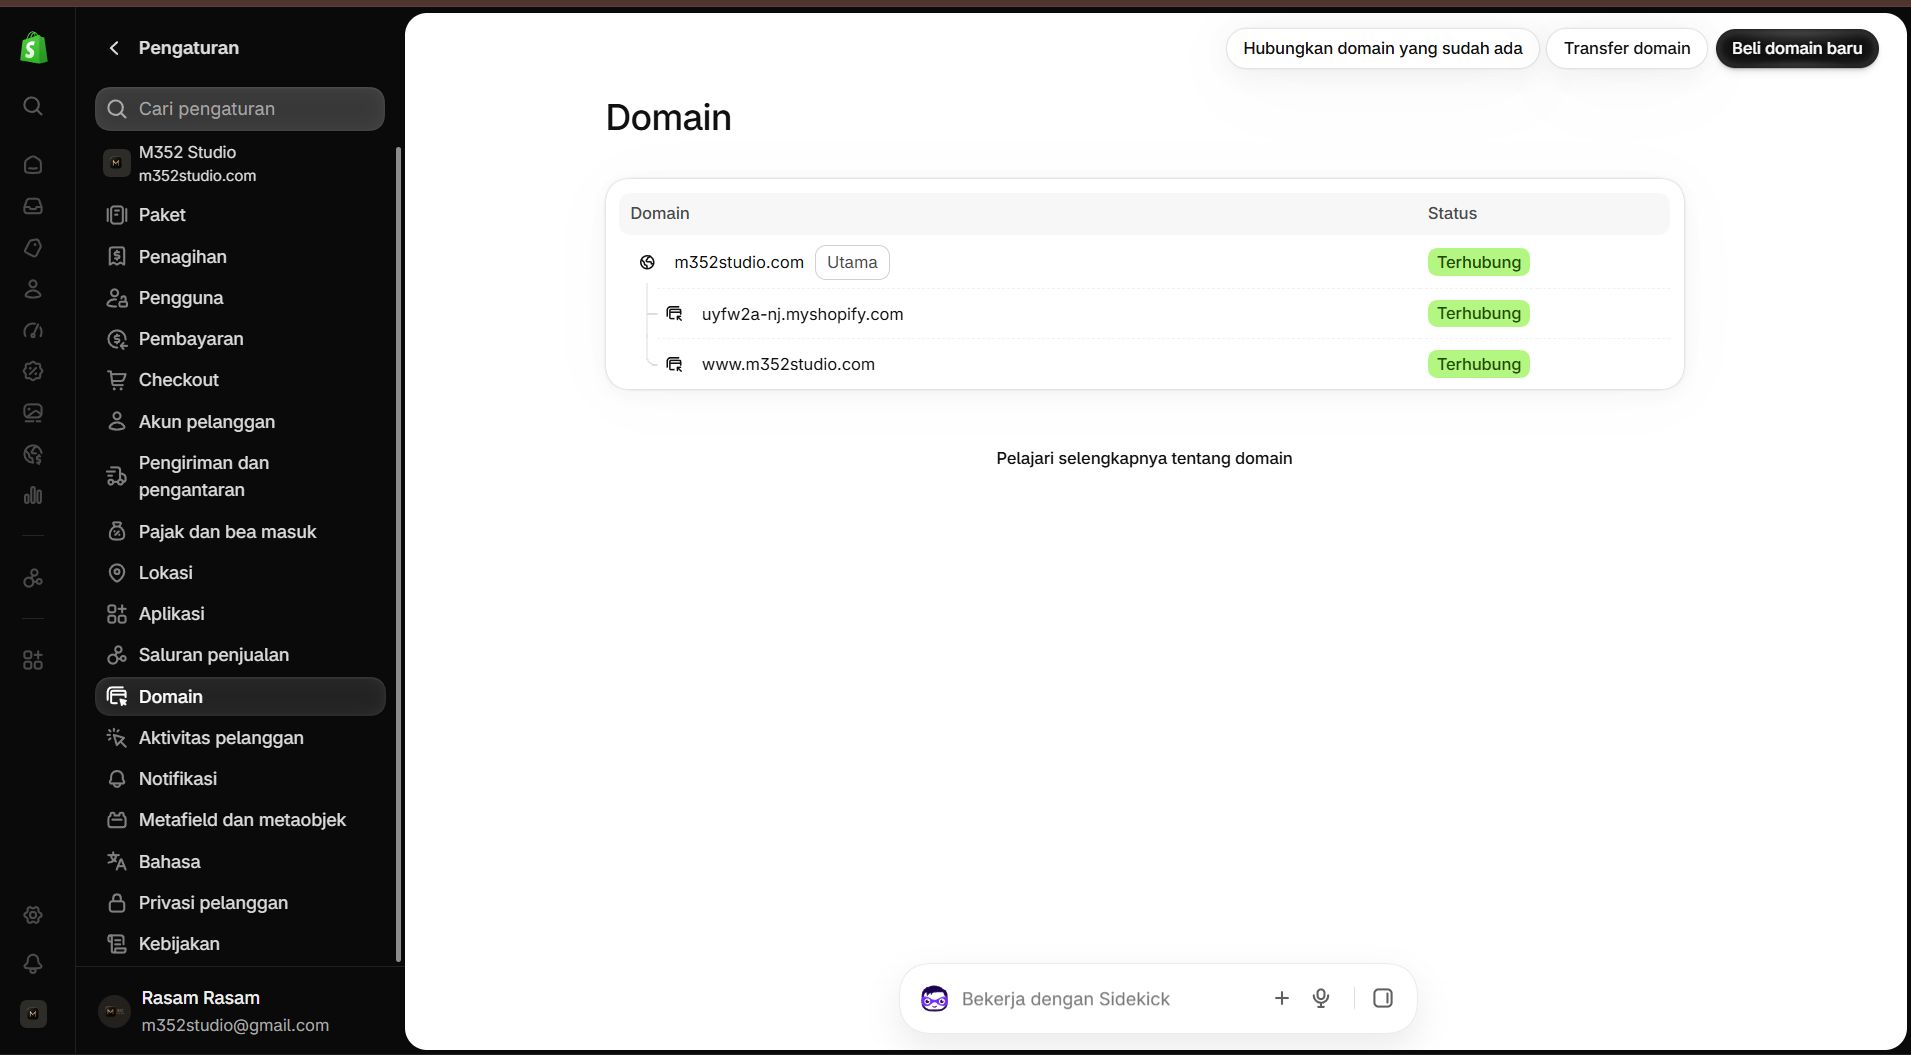 Pengaturan
Cari pengaturan
M352 Studio
m352studio.com
Paket
Penagihan
Pengguna
Pembayaran
Checkout
Akun pelanggan
Pengiriman dan
pengantaran
Pajak dan bea masuk
Lokasi
Aplikasi
Saluran penjualan
Domain
Aktivitas pelanggan
Notifikasi
Metafield dan metaobjek
Bahasa
Privasi pelanggan
Kebijakan
Rasam Rasam
m352studio@gmail.com
Hubungkan domain yang sudah ada
Transfer domain
Beli domain baru
Domain
Domain Status
m352studio.com Utama Terhubung
uyfw2a-nj.myshopify.com Terhubung
www.m352studio.com Terhubung
Pelajari selengkapnya tentang domain
Bekerja dengan Sidekick